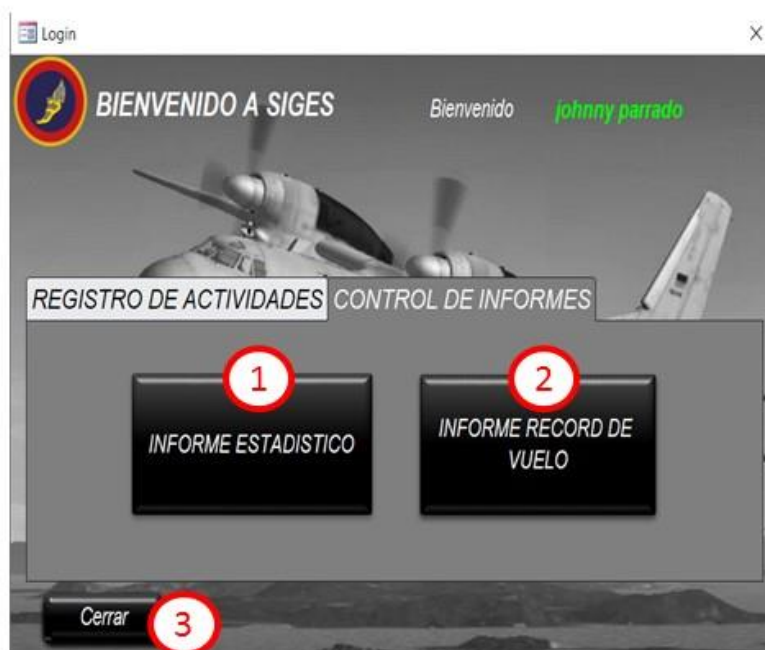 Login
BIENVENIDO A SIGES
Bienvenido
johnny parrado
REGISTRO DE ACTIVIDADES
CONTROL DE INFORMES
1
2
INFORME ESTADISTICO
INFORME RECORD DE
VUELO
Cerrar
3